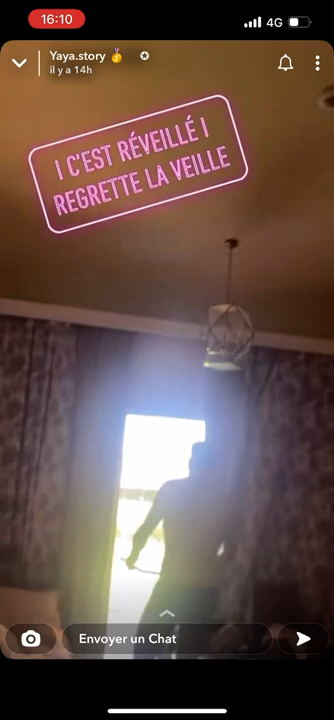 16:10
4G
Yaya.story 🥇
il y a 14h
I C'EST RÉVEILLÉ I
REGRETTE LA VEILLE
Envoyer un Chat